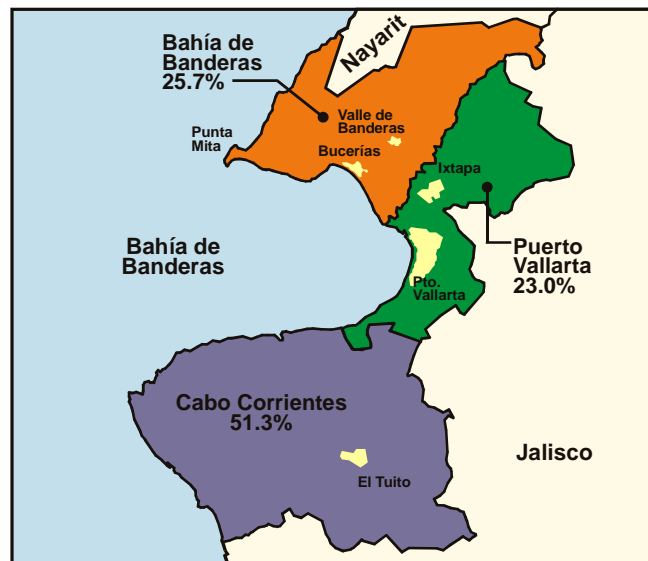 Nayarit
Bahía de
Banderas
25.7%
Valle de
Banderas
Punta
Mita
Bucerías
Ixtapa
Bahía de
Banderas
Puerto
Vallarta
23.0%
Pto.
Vallarta
Cabo Corrientes
51.3%
Jalisco
El Tuito